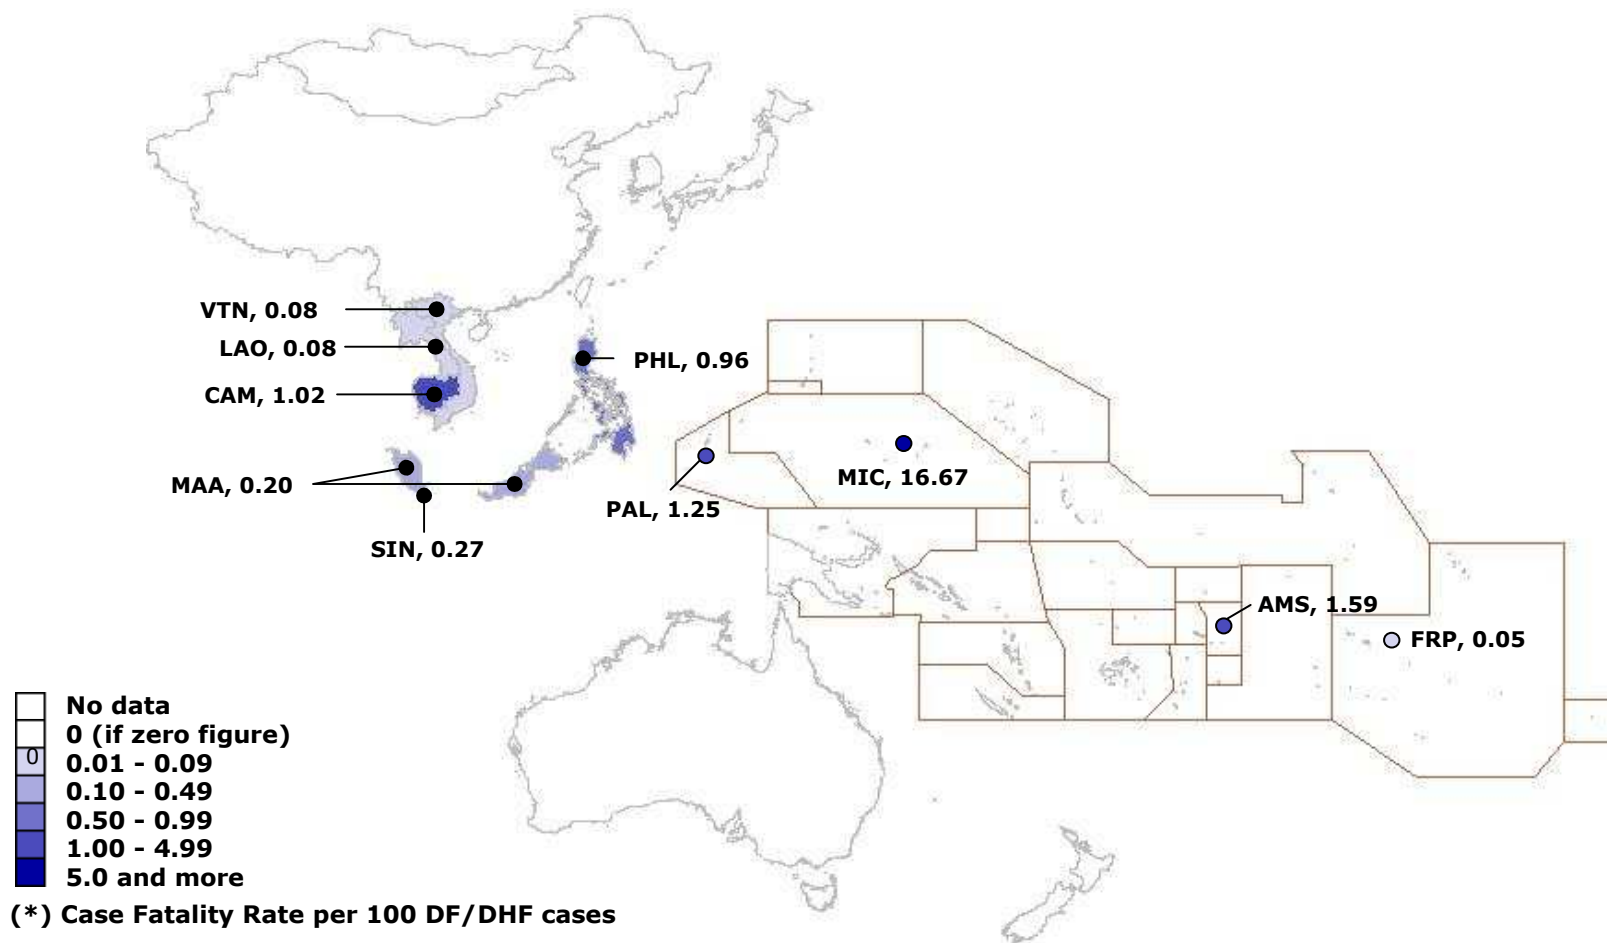 VTN, 0.08
LAO, 0.08
PHL, 0.96
CAM, 1.02
MAA, 0.20
MIC, 16.67
PAL, 1.25
SIN, 0.27
AMS, 1.59
FRP, 0.05
No data
0 (if zero figure)
0
0.01 - 0.09
0.10 - 0.49
0.50 - 0.99
1.00 - 4.99
5.0 and more
(*) Case Fatality Rate per 100 DF/DHF cases